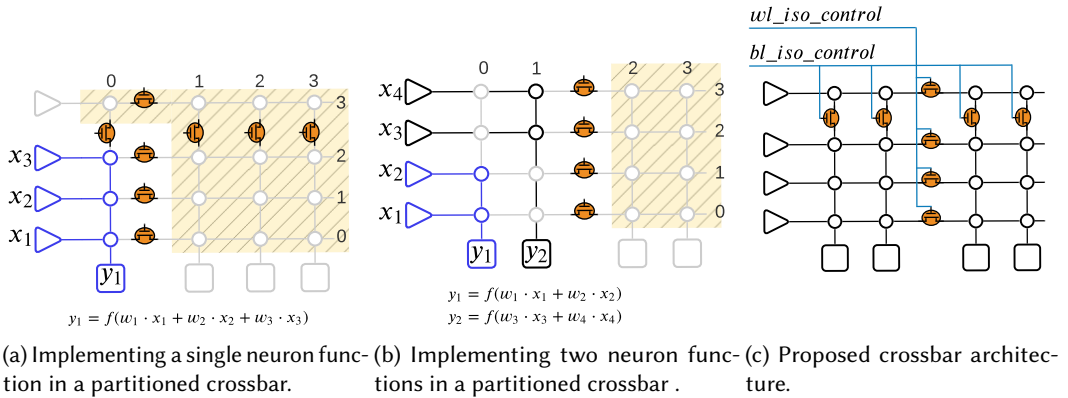 0 1 2 3
3
x3 2
x2 1
x1 0
y1
y1 = f(w1 · x1 + w2 · x2 + w3 · x3)
(a) Implementing a single neuron func-
tion in a partitioned crossbar.
0 1 2 3
x4 3
x3 2
x2 1
x1 0
y1 y2
y1 = f(w1 · x1 + w2 · x2)
y2 = f(w3 · x3 + w4 · x4)
(b) Implementing two neuron func-
tions in a partitioned crossbar .
wl_iso_control
bl_iso_control
(c) Proposed crossbar architec-
ture.